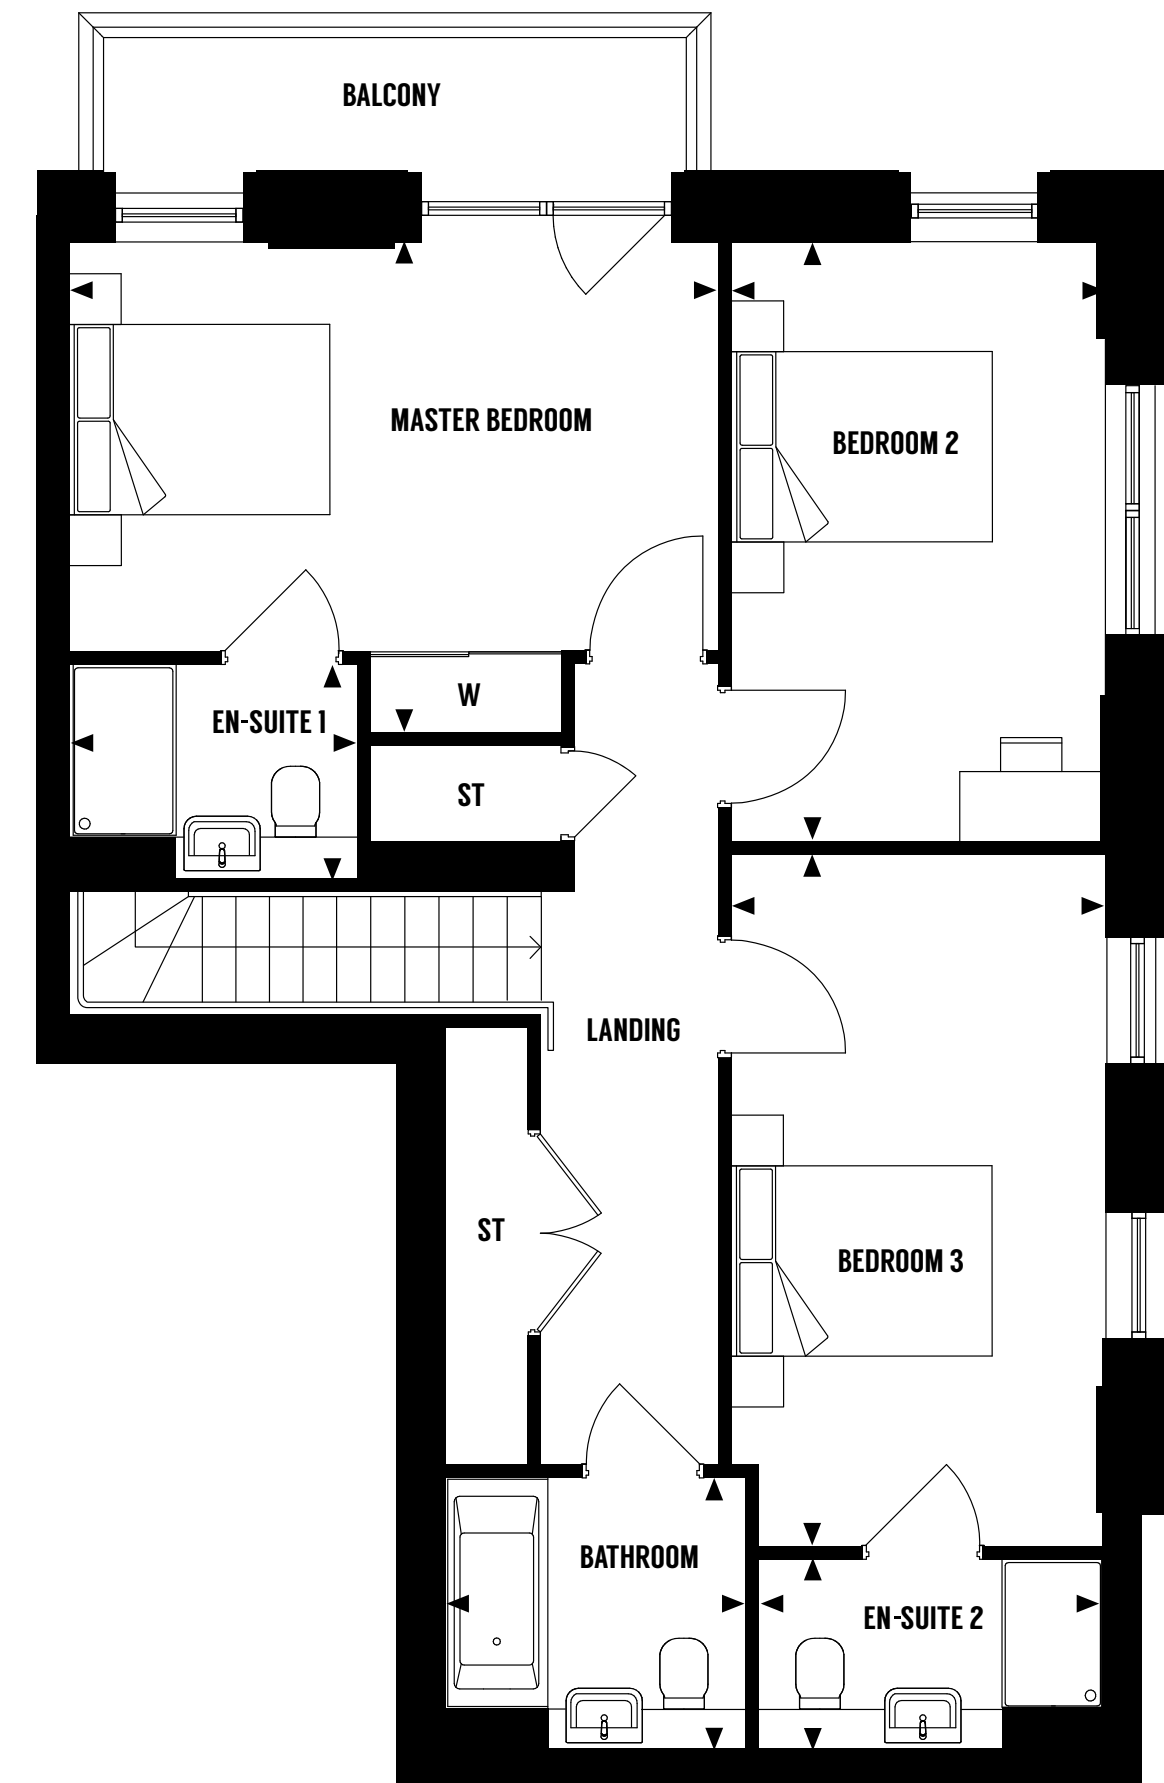 BALCONY
MASTER BEDROOM
BEDROOM 2
W
EN-SUITE 1
ST
LANDING
ST
BEDROOM 3
BATHROOM
EN-SUITE 2